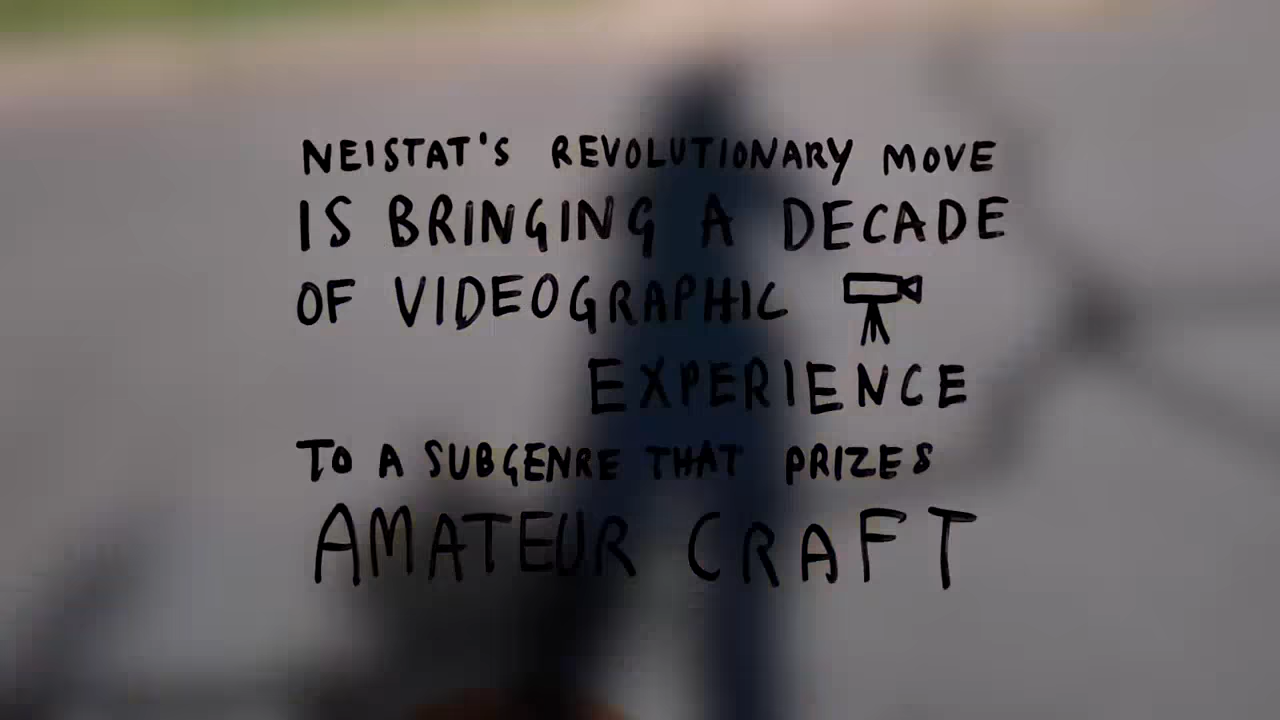 NEISTAT'S REVOLUTIONARY MOVE
IS BRINGING A DECADE
OF VIDEOGRAPHIC
EXPERIENCE
TO A SUBGENRE THAT PRIZES
AMATEUR CRAFT